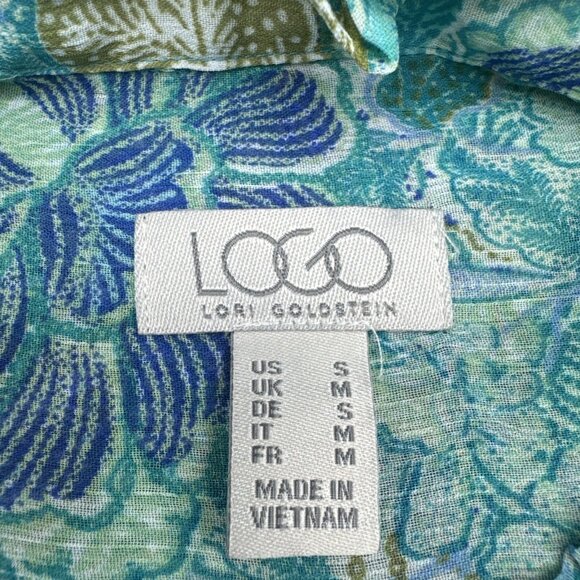 LOGO
LORI GOLDSTEIN
US S
UK M
DE S
IT M
FR M
MADE IN
VIETNAM